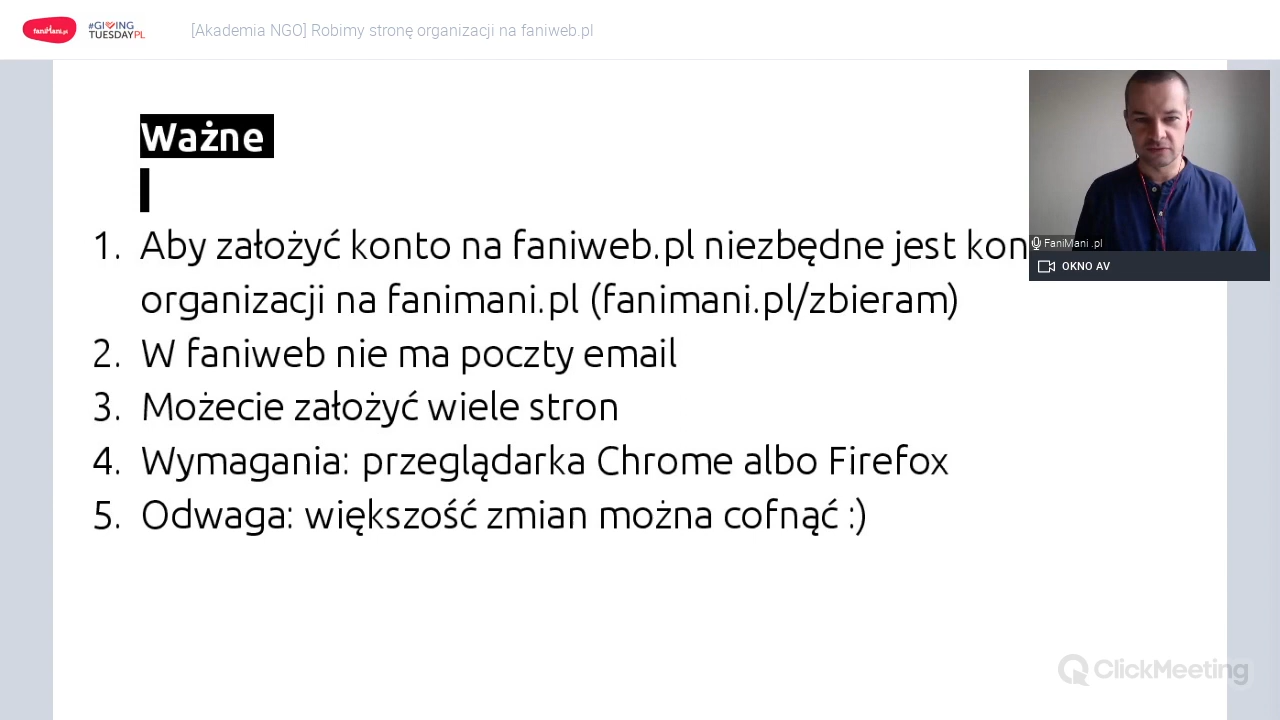 faniMani.pl
#GIVING
TUESDAYPL
[Akademia NGO] Robimy stronę organizacji na faniweb.pl
Ważne
1. Aby założyć konto na faniweb.pl niezbędne jest kon
organizacji na fanimani.pl (fanimani.pl/zbieram)
2. W faniweb nie ma poczty email
3. Możecie założyć wiele stron
4. Wymagania: przeglądarka Chrome albo Firefox
5. Odwaga: większość zmian można cofnąć :)
FaniMani .pl
OKNO AV
ClickMeeting